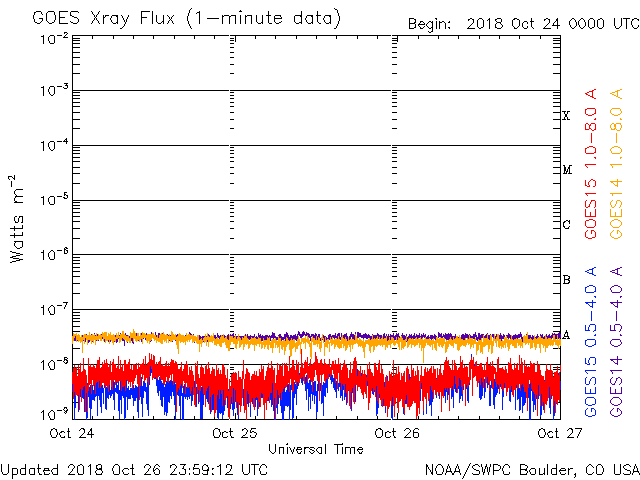 GOES Xray Flux (1-minute data)
Begin: 2018 Oct 24 0000 UTC
10-2
10-3
10-4
10-5
10-6
10-7
10-8
10-9
Watts m-2
X
M
C
B
A
GOES15 1.0-8.0 A
GOES14 1.0-8.0 A
GOES15 0.5-4.0 A
GOES14 0.5-4.0 A
Oct 24
Oct 25
Oct 26
Oct 27
Universal Time
Updated 2018 Oct 26 23:59:12 UTC
NOAA/SWPC Boulder, CO USA